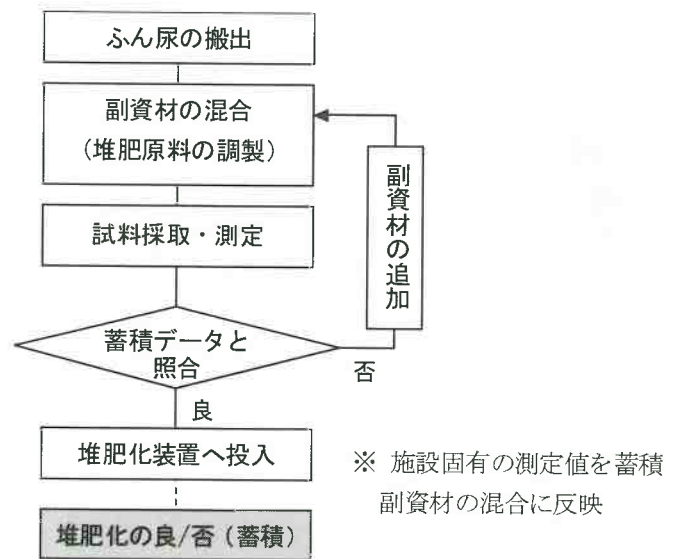 ふん尿の搬出
副資材の混合
（堆肥原料の調製）
試料採取・測定
副資材の追加
蓄積データと
照合
否
良
堆肥化装置へ投入
※ 施設固有の測定値を蓄積
副資材の混合に反映
堆肥化の良/否（蓄積）